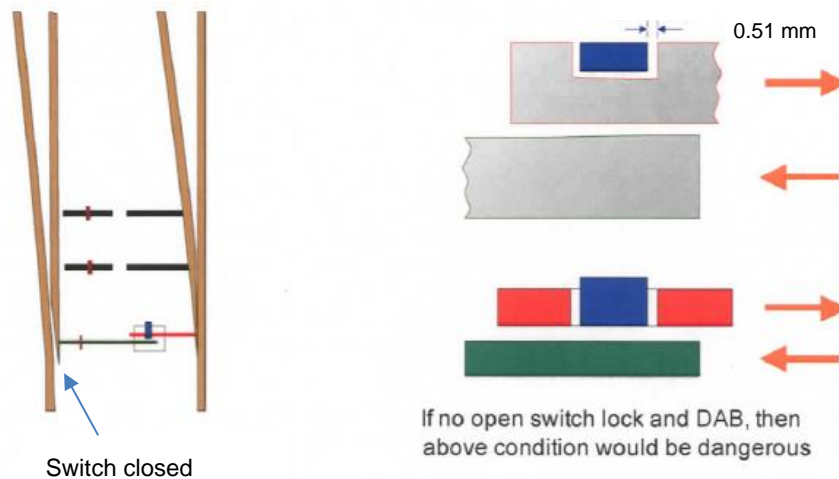 0.51 mm
If no open switch lock and DAB, then
above condition would be dangerous
Switch closed